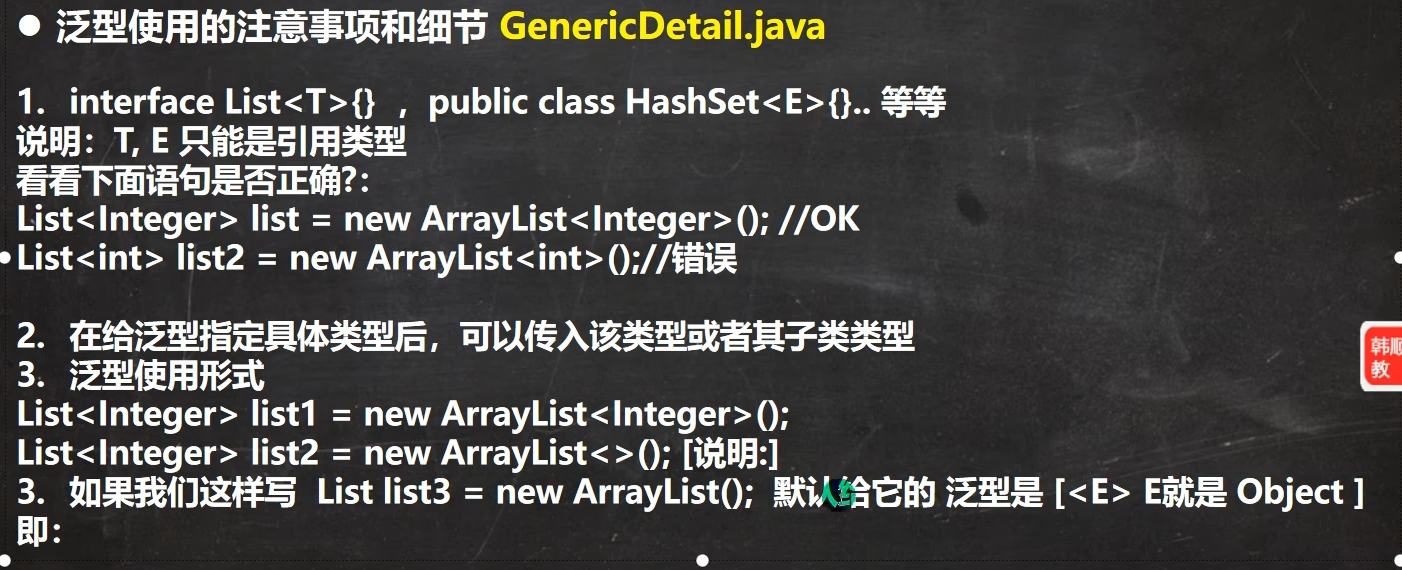 ● 泛型使用的注意事项和细节 GenericDetail.java
1. interface List<T>{} ， public class HashSet<E>{}.. 等等
说明：T, E 只能是引用类型
看看下面语句是否正确?：
List<Integer> list = new ArrayList<Integer>(); //OK
List<int> list2 = new ArrayList<int>();//错误
2. 在给泛型指定具体类型后，可以传入该类型或者其子类类型
3. 泛型使用形式
List<Integer> list1 = new ArrayList<Integer>();
List<Integer> list2 = new ArrayList<>(); [说明:]
3. 如果我们这样写 List list3 = new ArrayList(); 默认给它的 泛型是 [<E> E就是 Object ]
即：
韩顺
教